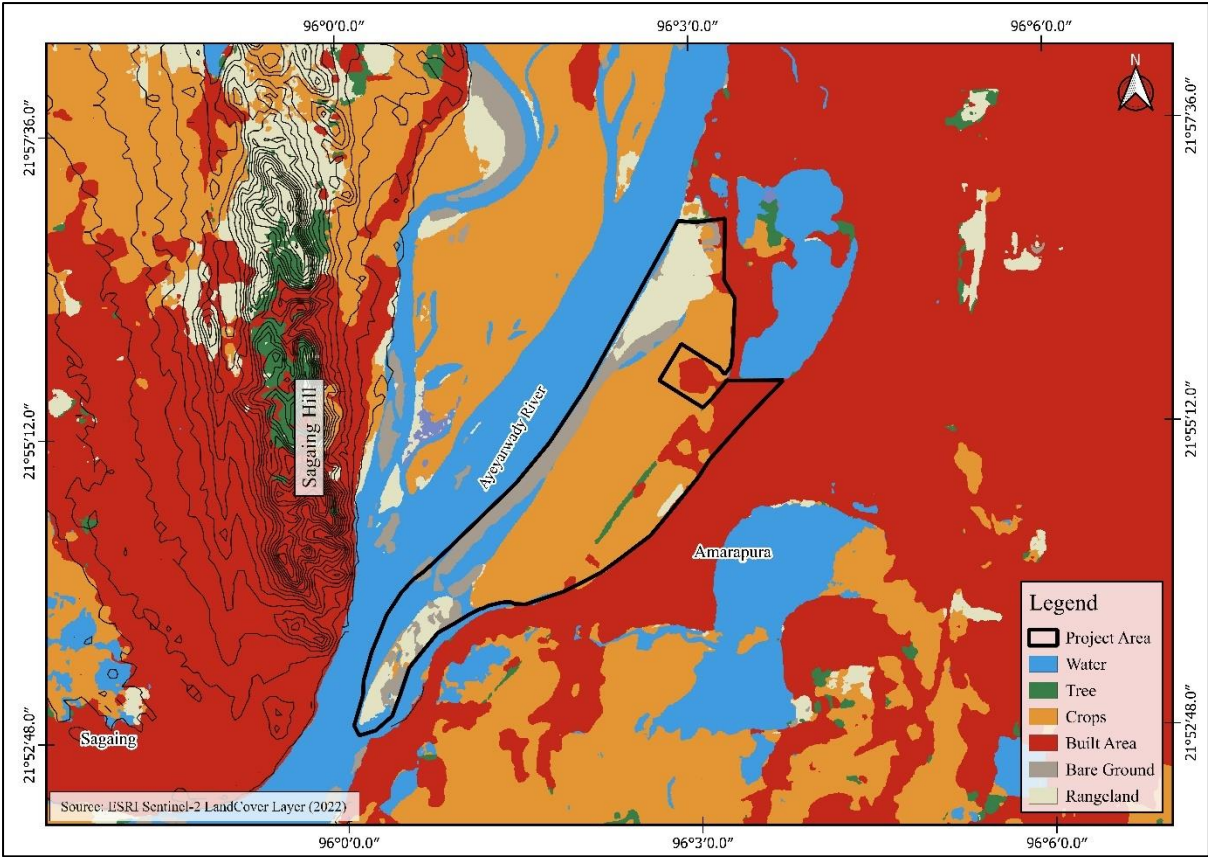 96°0'0.0"
96°3'0.0"
96°6'0.0"
N
21°57'36.0"
21°57'36.0"
Sagaing Hill
Ayeyarwady River
21°55'12.0"
21°55'12.0"
Amarapura
Legend
Project Area
Water
Tree
Crops
Built Area
Bare Ground
Rangeland
21°52'48.0"
21°52'48.0"
Sagaing
Source: ESRI Sentinel-2 LandCover Layer (2022)
96°0'0.0"
96°3'0.0"
96°6'0.0"